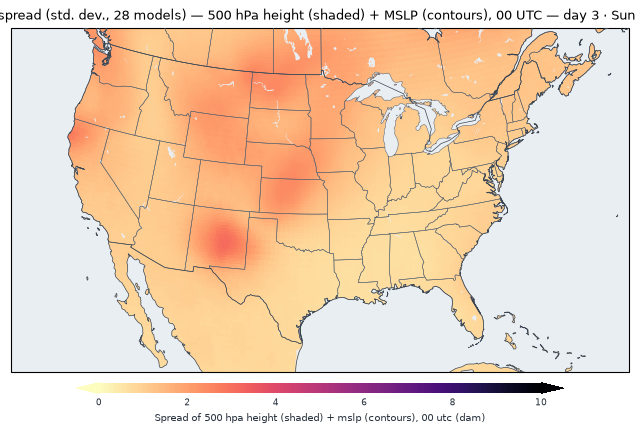 spread (std. dev., 28 models) — 500 hPa height (shaded) + MSLP (contours), 00 UTC — day 3 · Sun
0 2 4 6 8 10
Spread of 500 hpa height (shaded) + mslp (contours), 00 utc (dam)